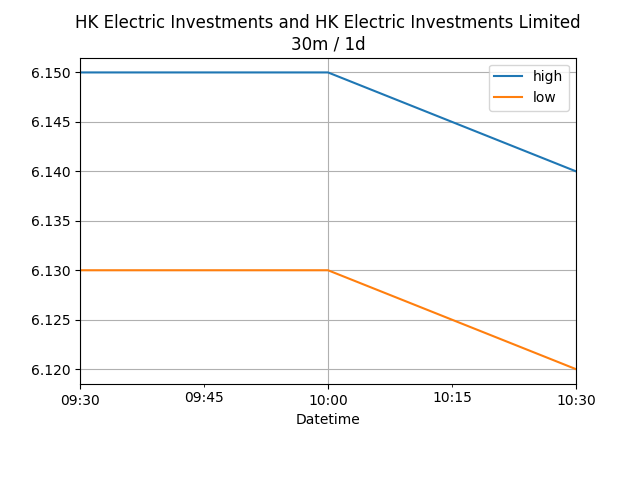 HK Electric Investments and HK Electric Investments Limited
30m / 1d
6.150
6.145
6.140
6.135
6.130
6.125
6.120
high
low
09:30
09:45
10:00
10:15
10:30
Datetime